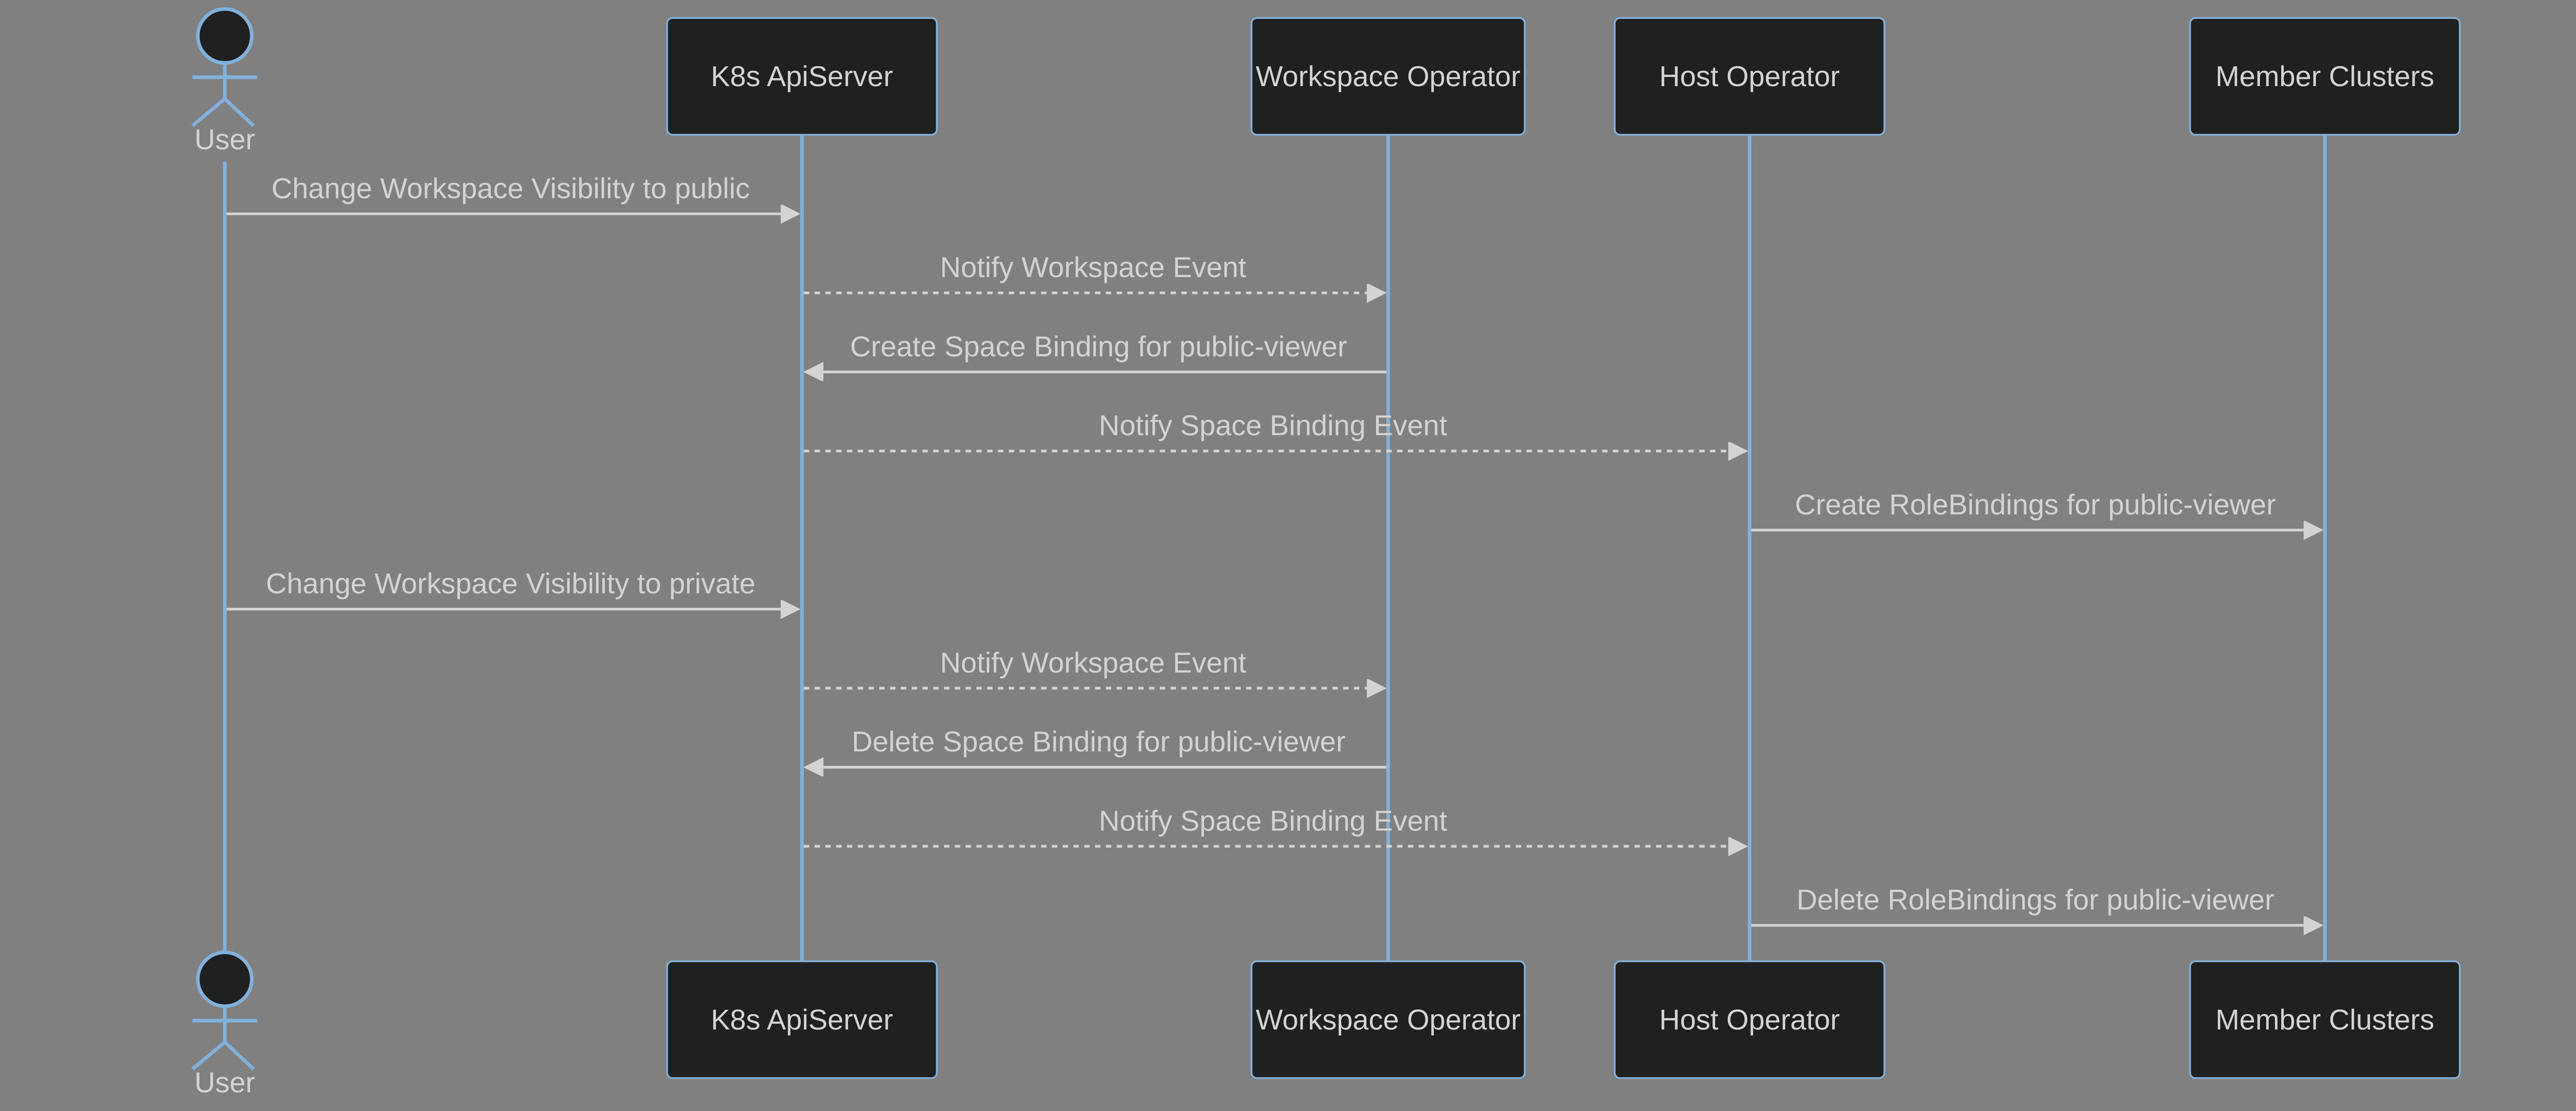 User
K8s ApiServer
Workspace Operator
Host Operator
Member Clusters
Change Workspace Visibility to public
Notify Workspace Event
Create Space Binding for public-viewer
Notify Space Binding Event
Create RoleBindings for public-viewer
Change Workspace Visibility to private
Notify Workspace Event
Delete Space Binding for public-viewer
Notify Space Binding Event
Delete RoleBindings for public-viewer
User
K8s ApiServer
Workspace Operator
Host Operator
Member Clusters